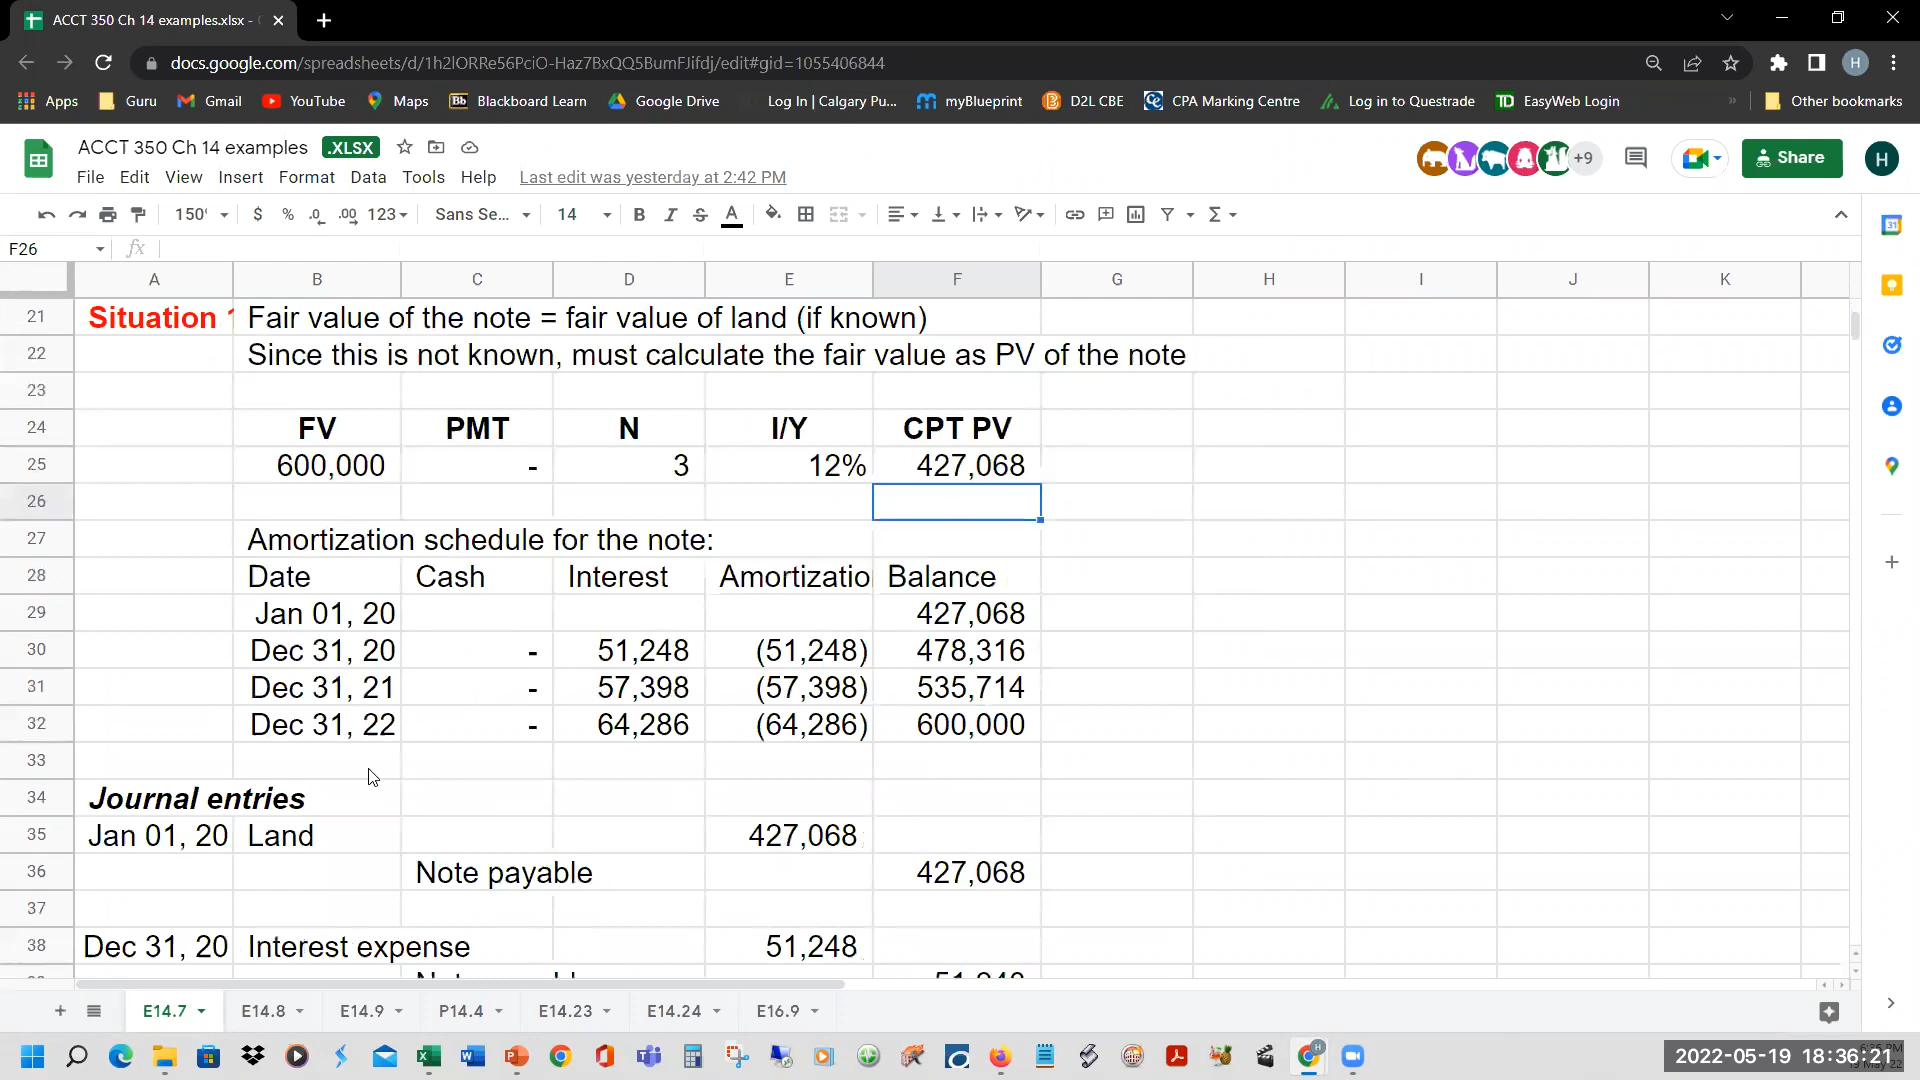 ACCT 350 Ch 14 examples.xlsx -
docs.google.com/spreadsheets/d/1h2lORRe56PciO-Haz7BxQQ5BumFJifdj/edit#gid=1055406844
H
Apps Guru Gmail YouTube Maps Bb Blackboard Learn Google Drive Log In | Calgary Pu... myBlueprint D2L CBE CPA Marking Centre Log in to Questrade TD EasyWeb Login » Other bookmarks
ACCT 350 Ch 14 examples .XLSX +9 Share H
File Edit View Insert Format Data Tools Help Last edit was yesterday at 2:42 PM
150% $ % .0 .00 123 Sans Se... 14 B I S A
F26 fx
A B C D E F G H I J K
21 Situation 1 Fair value of the note = fair value of land (if known)
22 Since this is not known, must calculate the fair value as PV of the note
23
24 FV PMT N I/Y CPT PV
25 600,000 - 3 12% 427,068
26
27 Amortization schedule for the note:
28 Date Cash Interest Amortizatio Balance
29 Jan 01, 20 427,068
30 Dec 31, 20 - 51,248 (51,248) 478,316
31 Dec 31, 21 - 57,398 (57,398) 535,714
32 Dec 31, 22 - 64,286 (64,286) 600,000
33
34 Journal entries
35 Jan 01, 20 Land 427,068
36 Note payable 427,068
37
38 Dec 31, 20 Interest expense 51,248
E14.7 E14.8 E14.9 P14.4 E14.23 E14.24 E16.9
2022-05-19 18:36:21